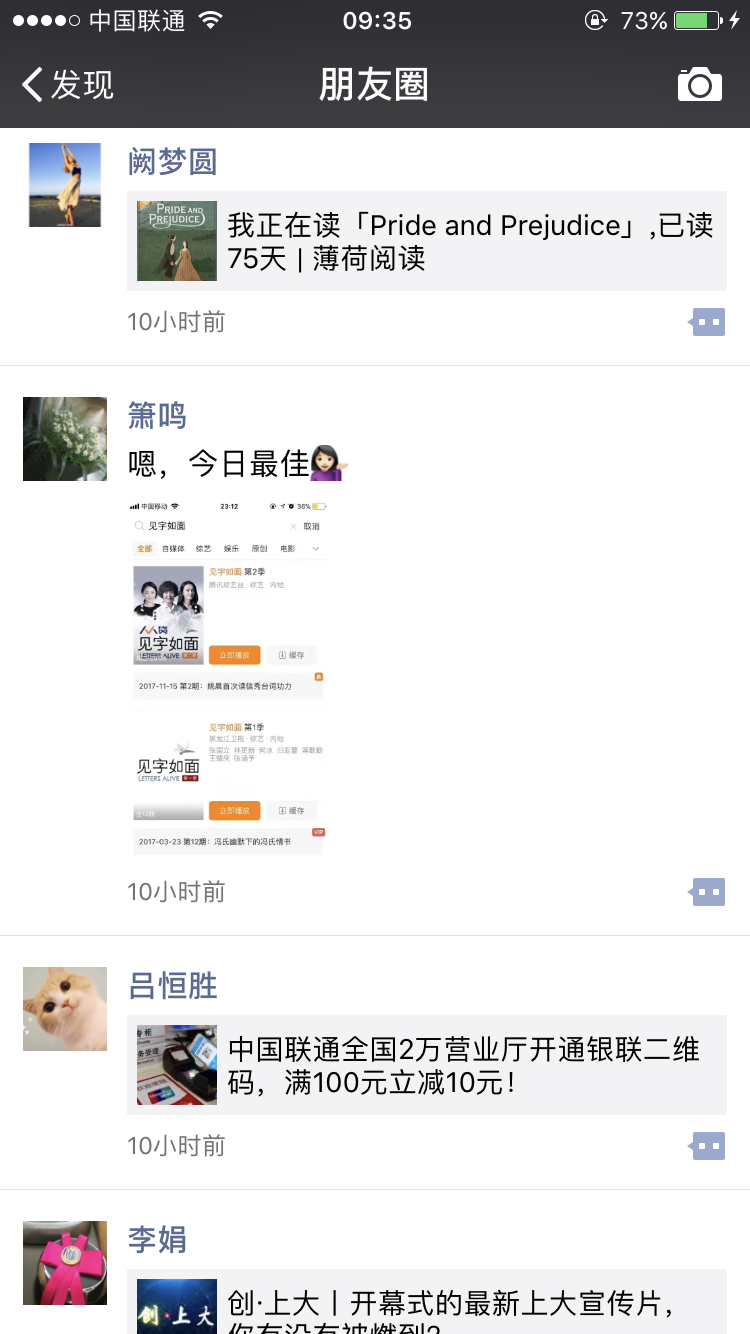 中国联通
09:35
73%
发现
朋友圈
阙梦圆
PRIDE AND
PREJUDICE
我正在读「Pride and Prejudice」,已读
75天 | 薄荷阅读
10小时前
箫鸣
嗯，今日最佳
中国移动
23:12
36%
见字如面
取消
全部 自媒体 综艺 娱乐 原创 电影
见字如面 第2季
腾讯综艺台 · 综艺 · 内地
人人贷
见字如面
LETTERS ALIVE
立即播放
缓存
2017-11-15 第2期：姚晨首次读信秀台词功力
见字如面 第1季
黑龙江卫视 · 综艺 · 内地
张国立 林更新 何冰 归亚蕾 蒋勤勤
王耀庆 张涵予
见字如面
LETTERS ALIVE
全12期
立即播放
缓存
VIP
2017-03-23 第12期：冯氏幽默下的冯氏情书
10小时前
吕恒胜
中国联通全国2万营业厅开通银联二维
码，满100元立减10元！
10小时前
李娟
创·上大
创·上大丨开幕式的最新上大宣传片，
你有没有被燃到?